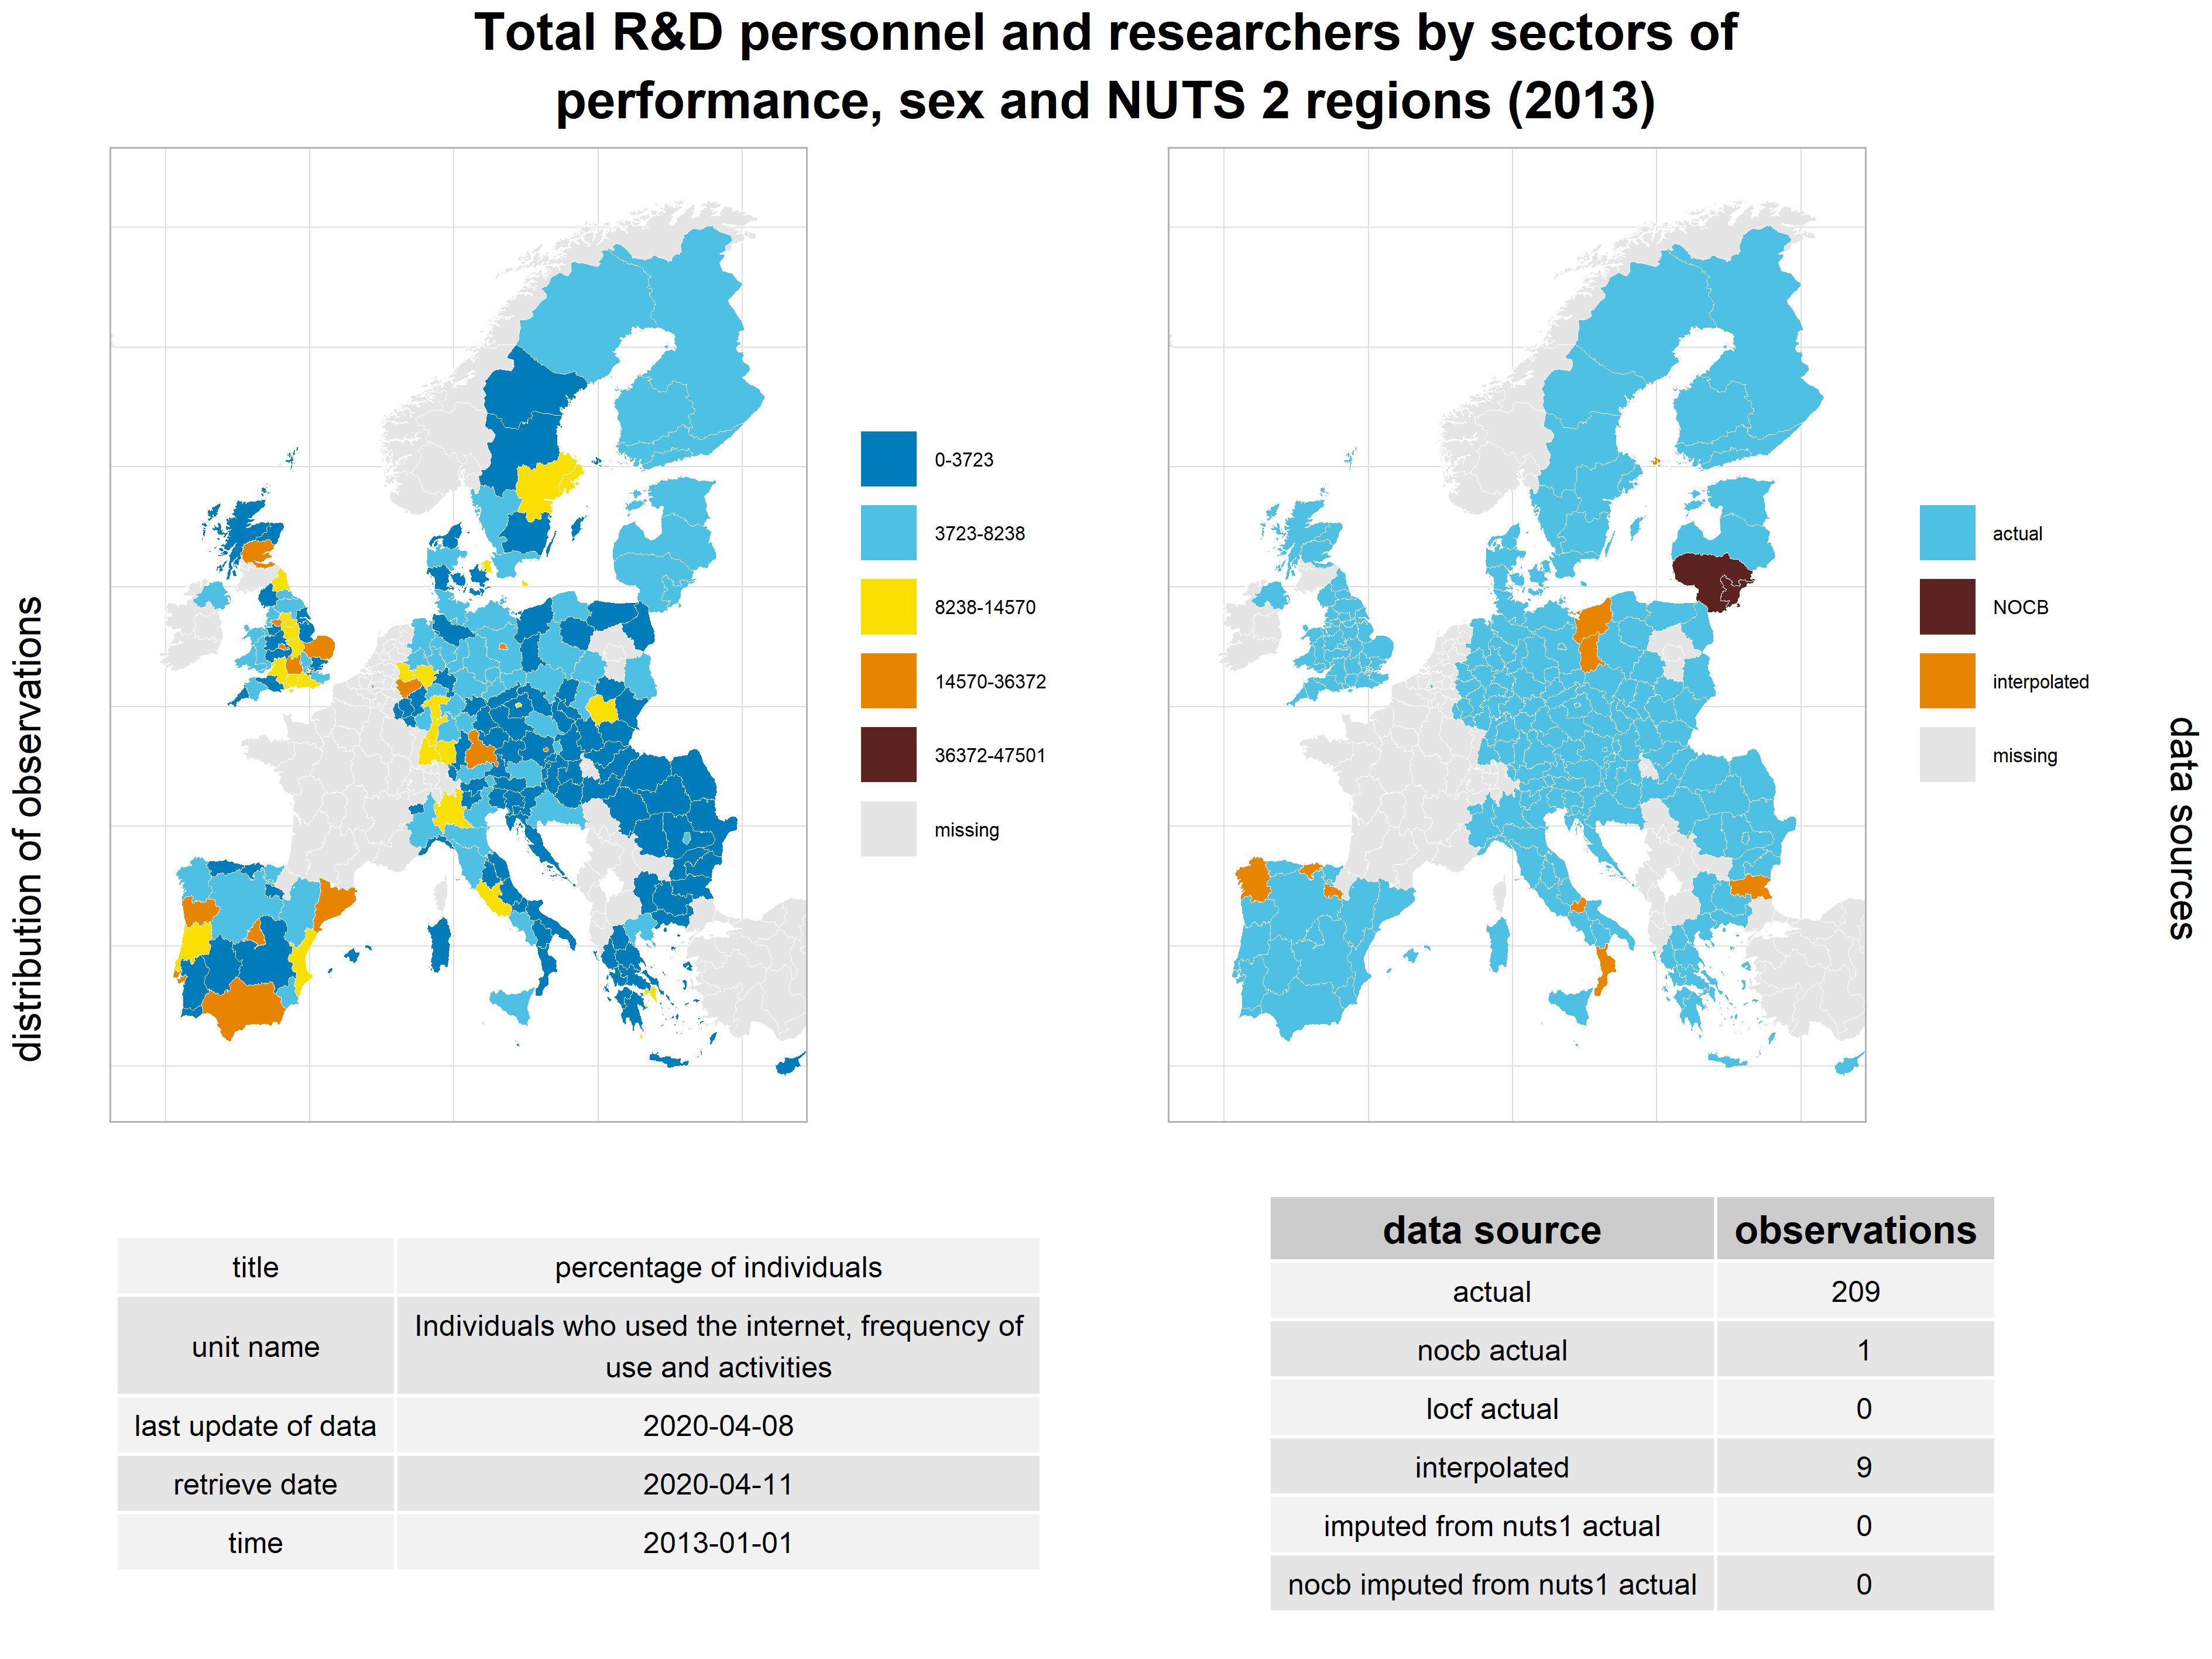 Total R&D personnel and researchers by sectors of
performance, sex and NUTS 2 regions (2013)
distribution of observations
0-3723
3723-8238
8238-14570
14570-36372
36372-47501
missing
actual
NOCB
interpolated
missing
data sources
title percentage of individuals
unit name Individuals who used the internet, frequency of
use and activities
last update of data 2020-04-08
retrieve date 2020-04-11
time 2013-01-01
data source observations
actual 209
nocb actual 1
locf actual 0
interpolated 9
imputed from nuts1 actual 0
nocb imputed from nuts1 actual 0